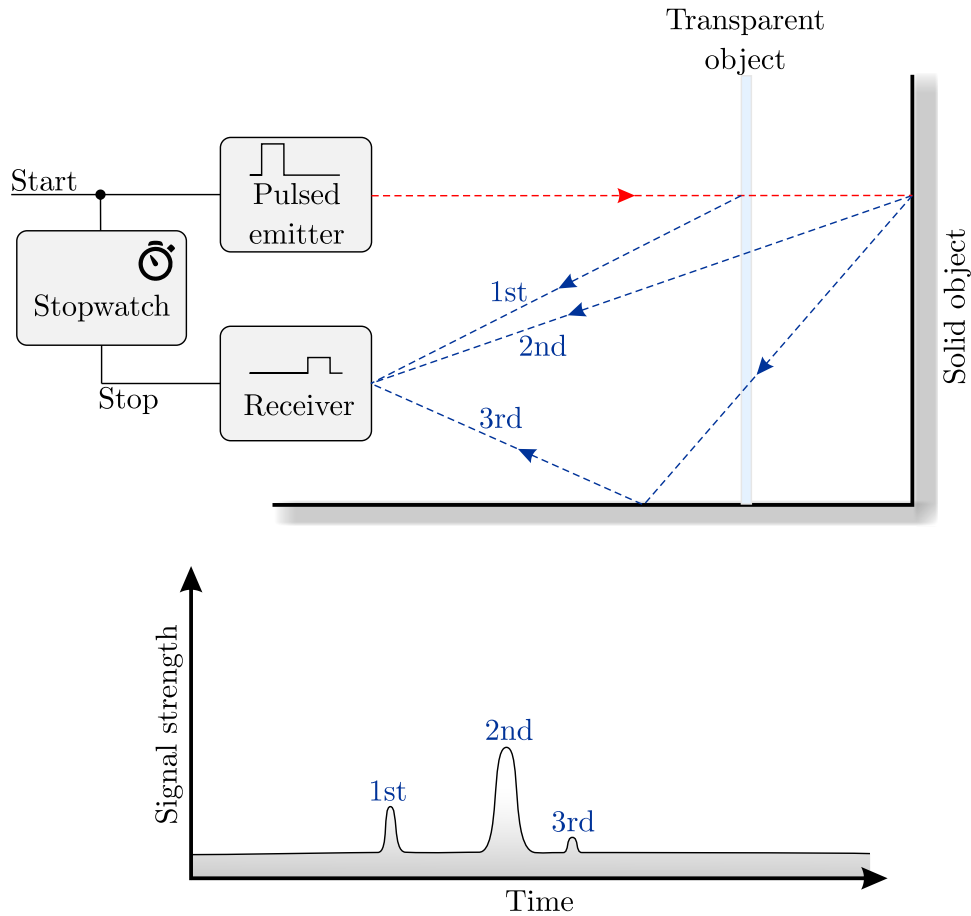 Transparent
object
Start
Pulsed
emitter
Stopwatch
1st
2nd
Solid object
Stop
Receiver
3rd
Signal strength
2nd
1st
3rd
Time